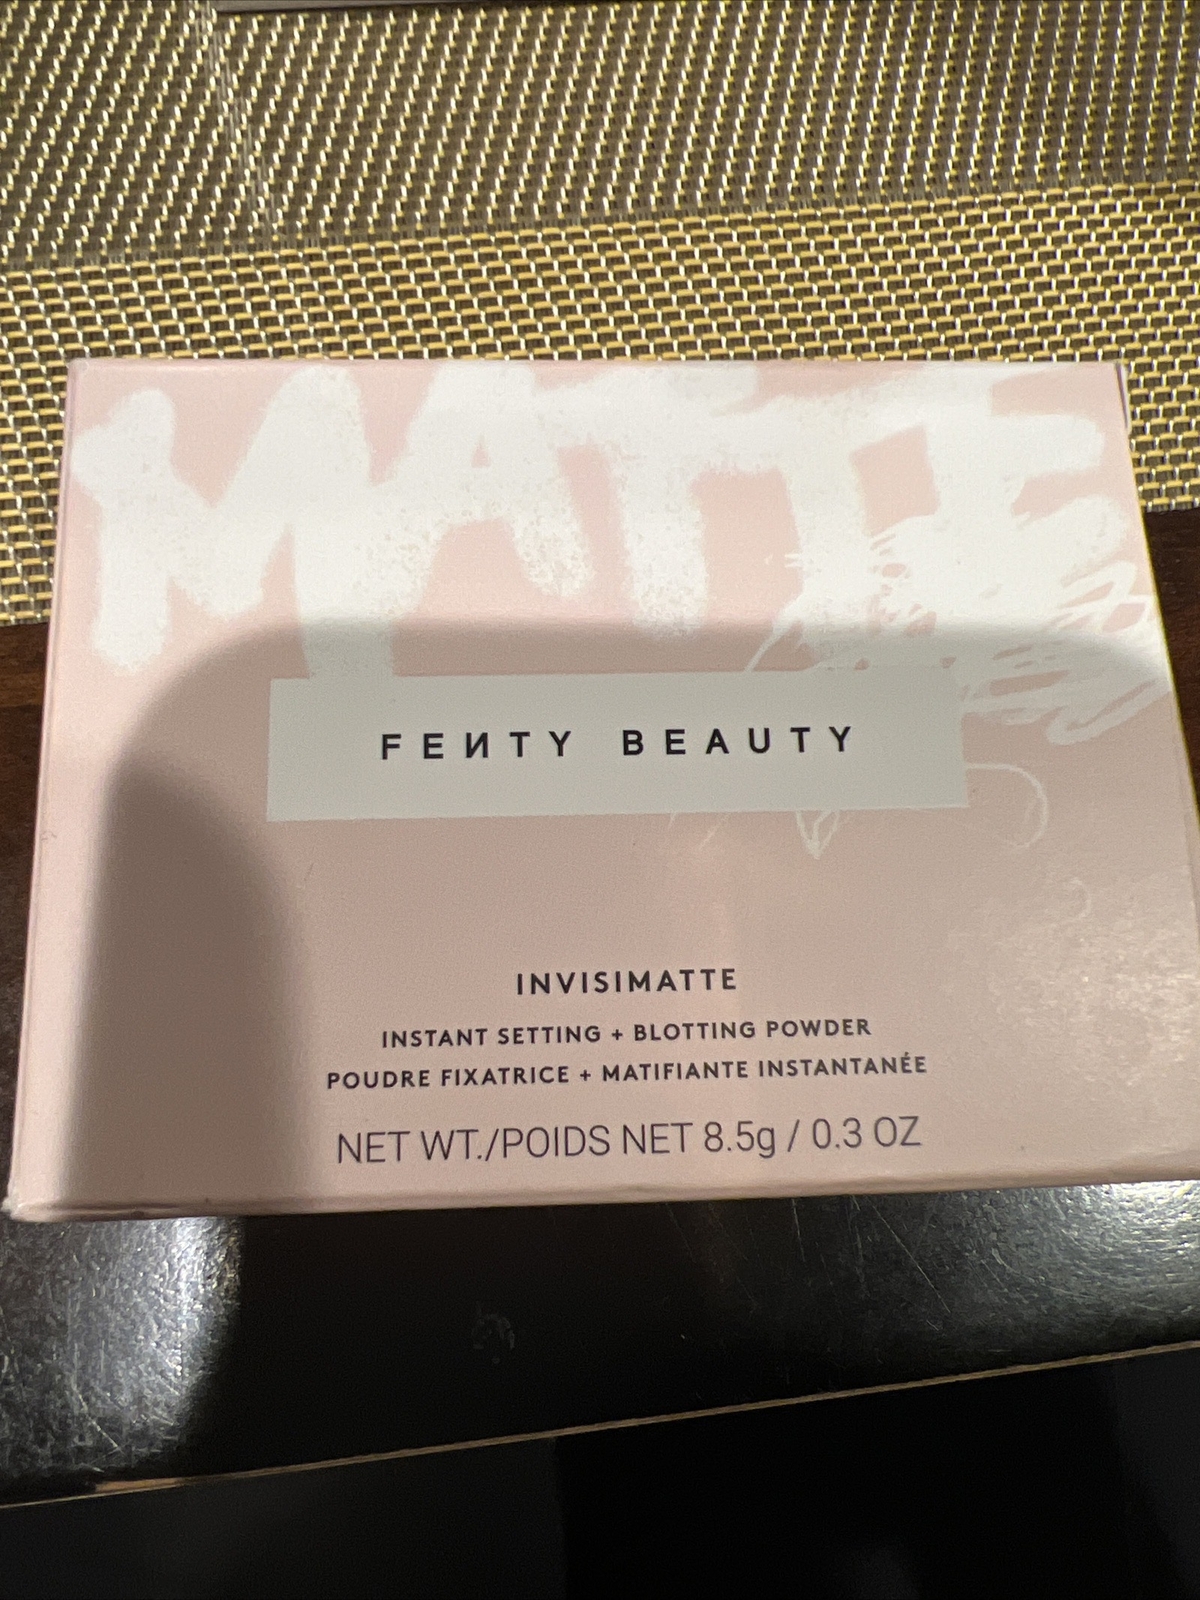 MATTE
FEИTY BEAUTY
INVISIMATTE
INSTANT SETTING + BLOTTING POWDER
POUDRE FIXATRICE + MATIFIANTE INSTANTANÉE
NET WT./POIDS NET 8.5g / 0.3 OZ